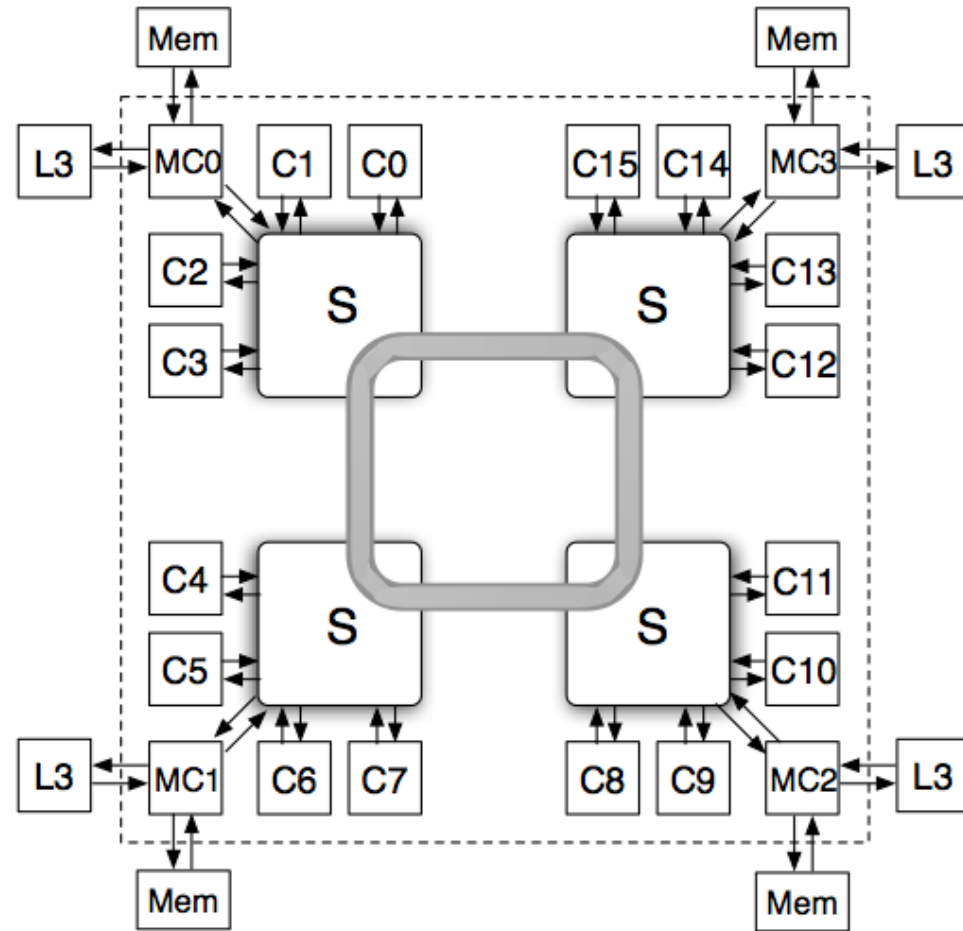 Mem Mem
L3 MC0 C1 C0 C15 C14 MC3 L3
C2 S S C13
C3 C12
C4 S S C11
C5 C10
L3 MC1 C6 C7 C8 C9 MC2 L3
Mem Mem